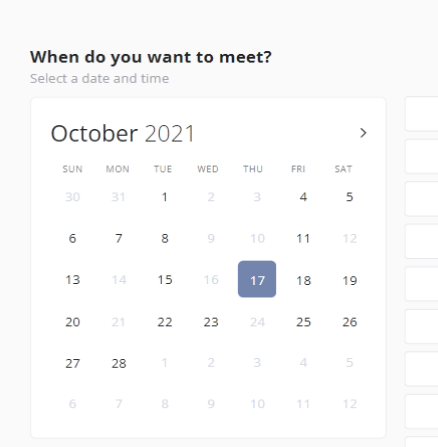 When do you want to meet?
Select a date and time
October 2021
SUN MON TUE WED THU FRI SAT
30 31 1 2 3 4 5
6 7 8 9 10 11 12
13 14 15 16 17 18 19
20 21 22 23 24 25 26
27 28 1 2 3 4 5
6 7 8 9 10 11 12